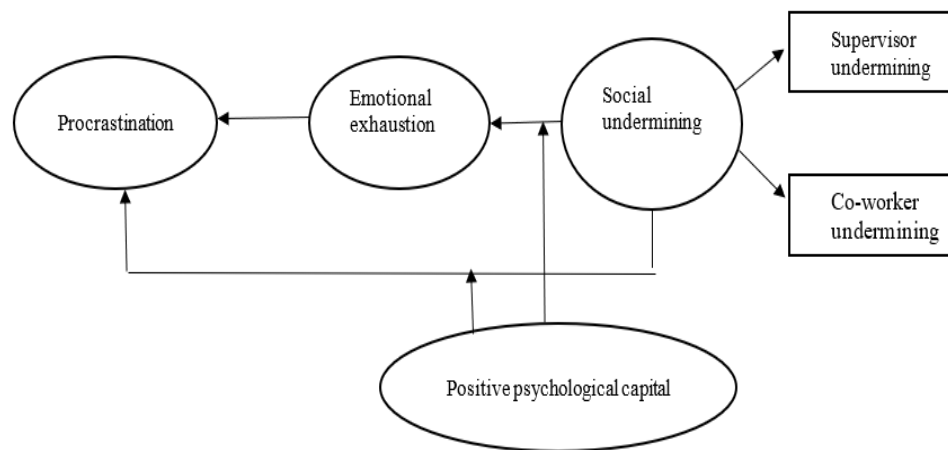 Supervisor
undermining
Emotional
exhaustion
Social
undermining
Procrastination
Co-worker
undermining
Positive psychological capital